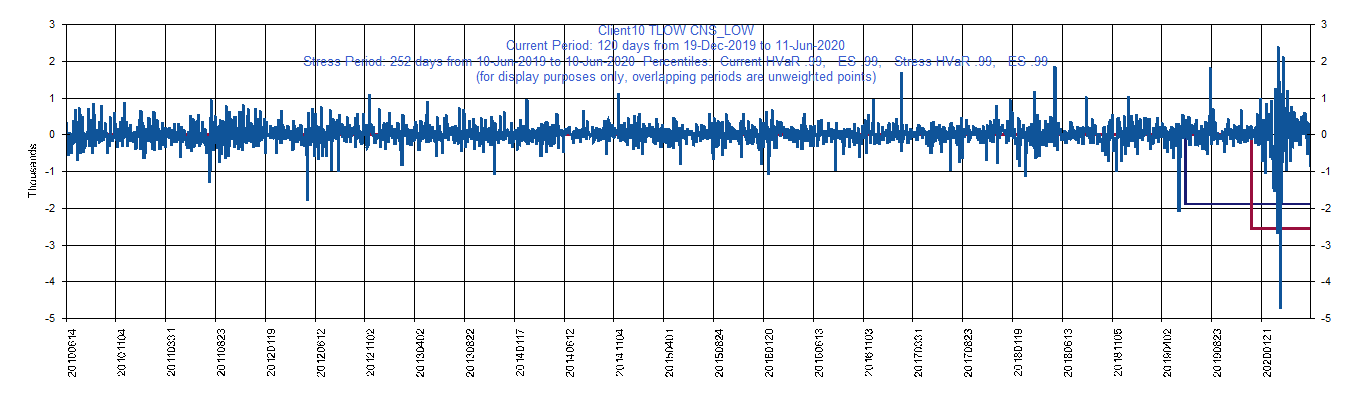 Client10 TLOW CNS_LOW
Current Period: 120 days from 19-Dec-2019 to 11-Jun-2020
Stress Period: 252 days from 10-Jun-2019 to 10-Jun-2020 Percentiles: Current HVaR .99, ES .99, Stress HVaR .99, ES .99
(for display purposes only, overlapping periods are unweighted points)
3 3
2 2
1 1
0 0
-1 -1
-2 -2
-3 -3
-4 -4
-5 -5
Thousands
20100614 20101104 20110331 20110823 20120119 20120612 20121102 20130402 20130822 20140117 20140612 20141104 20150401 20150824 20160120 20160613 20161103 20170331 20170823 20180119 20180613 20181105 20190402 20190823 20200121